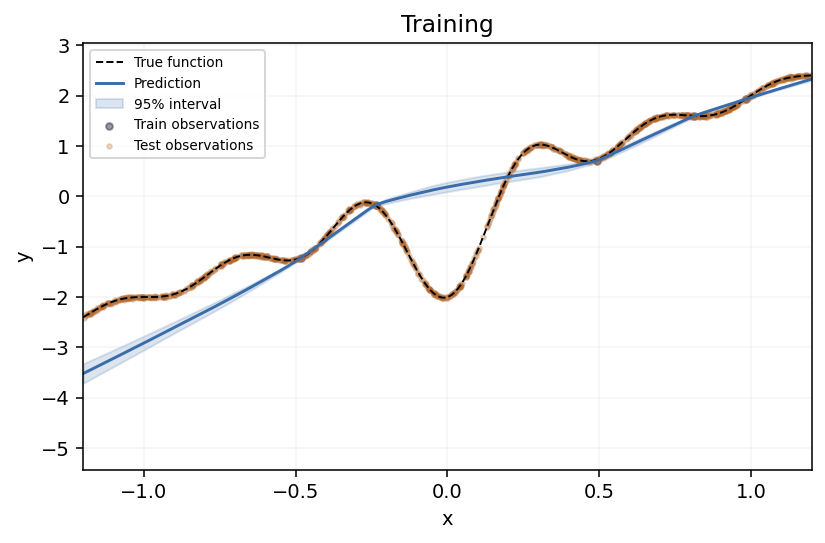 Training
True function
Prediction
95% interval
Train observations
Test observations
3
2
1
0
−1
−2
−3
−4
−5
y
−1.0 −0.5 0.0 0.5 1.0
x